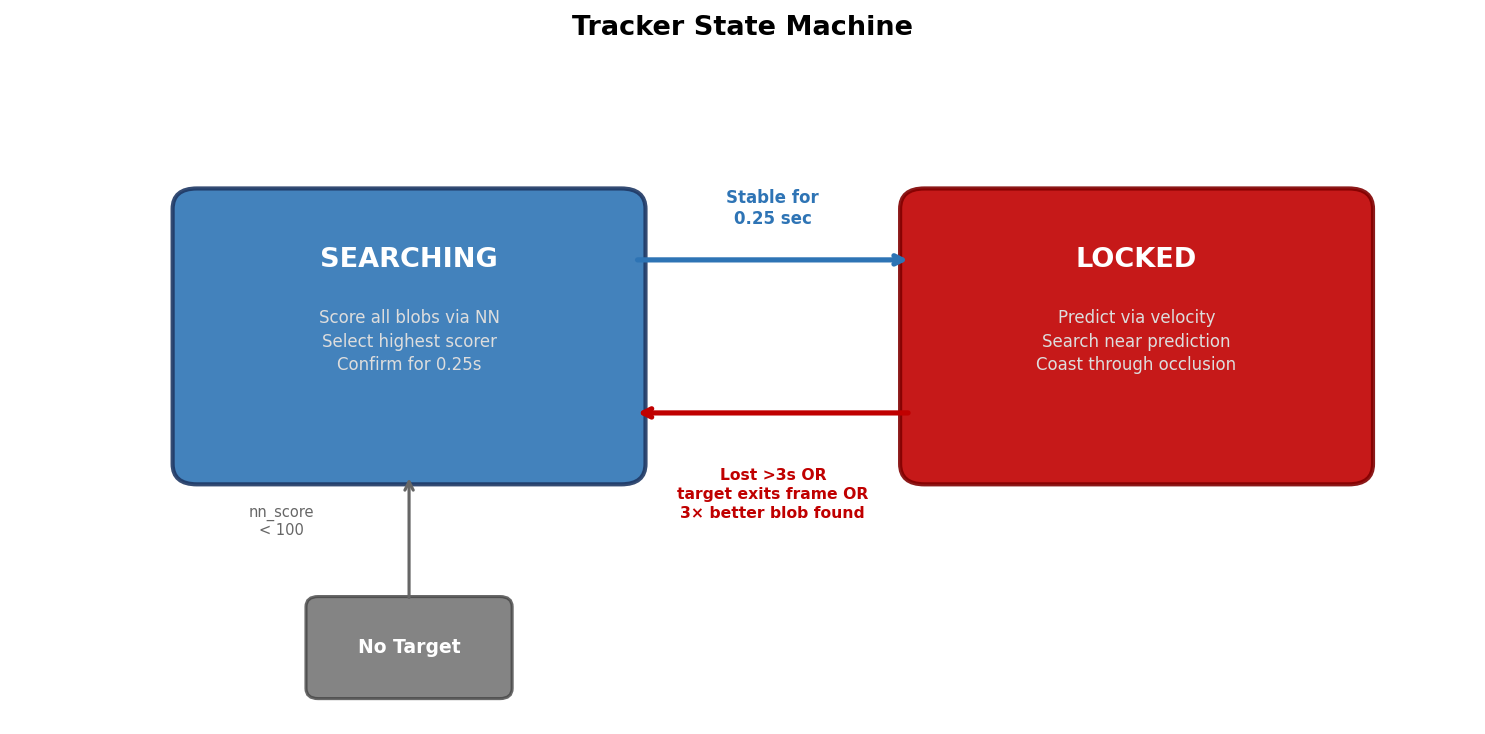 Tracker State Machine
SEARCHING
Score all blobs via NN
Select highest scorer
Confirm for 0.25s
Stable for
0.25 sec
LOCKED
Predict via velocity
Search near prediction
Coast through occlusion
Lost >3s OR
target exits frame OR
3× better blob found
nn_score
< 100
No Target